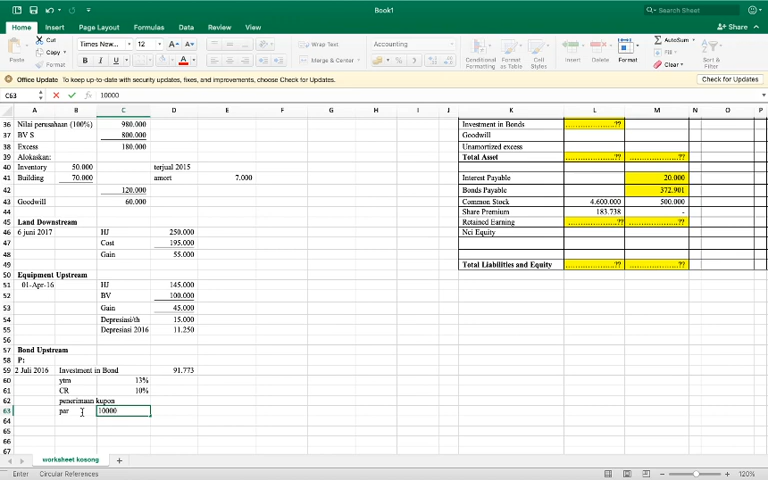 Book1
Search Sheet
Home Insert Page Layout Formulas Data Review View
Share
Paste
Cut
Copy
Format
Times New... 12 A A
B I U
Wrap Text
Merge & Center
Accounting
Conditional Formatting
Format as Table
Cell Styles
Insert Delete Format
AutoSum
Fill
Clear
Sort & Filter
Office Update To keep up-to-date with security updates, fixes, and improvements, choose Check for Updates.
Check for Updates
C63 fx 10000
A B C D E F G H I J K L M N O P
36 Nilai perusahaan (100%) 980.000 Investment in Bonds ??
37 BV S 800.000 Goodwill
38 Excess 180.000 Unamortized excess
39 Alokaskan: Total Asset ?? ??
40 Inventory 50.000 terjual 2015
41 Building 70.000 amort 7.000 Interest Payable 20.000
42 120.000 Bonds Payable 372.901
43 Goodwill 60.000 Common Stock 4.600.000 500.000
44 Share Premium 183.738 -
45 Land Downstream Retained Earning ?? ??
46 6 juni 2017 HJ 250.000 Nci Equity
47 Cost 195.000
48 Gain 55.000
49 Total Liabilities and Equity ?? ??
50 Equipment Upstream
51 01-Apr-16 HJ 145.000
52 BV 100.000
53 Gain 45.000
54 Depresiasi/th 15.000
55 Depresiasi 2016 11.250
56
57 Bond Upstream
58 P:
59 2 Juli 2016 Investment in Bond 91.773
60 ytm 13%
61 CR 10%
62 penerimaan kupon
63 par 10000
64
65
66
67
worksheet kosong +
Enter Circular References
120%